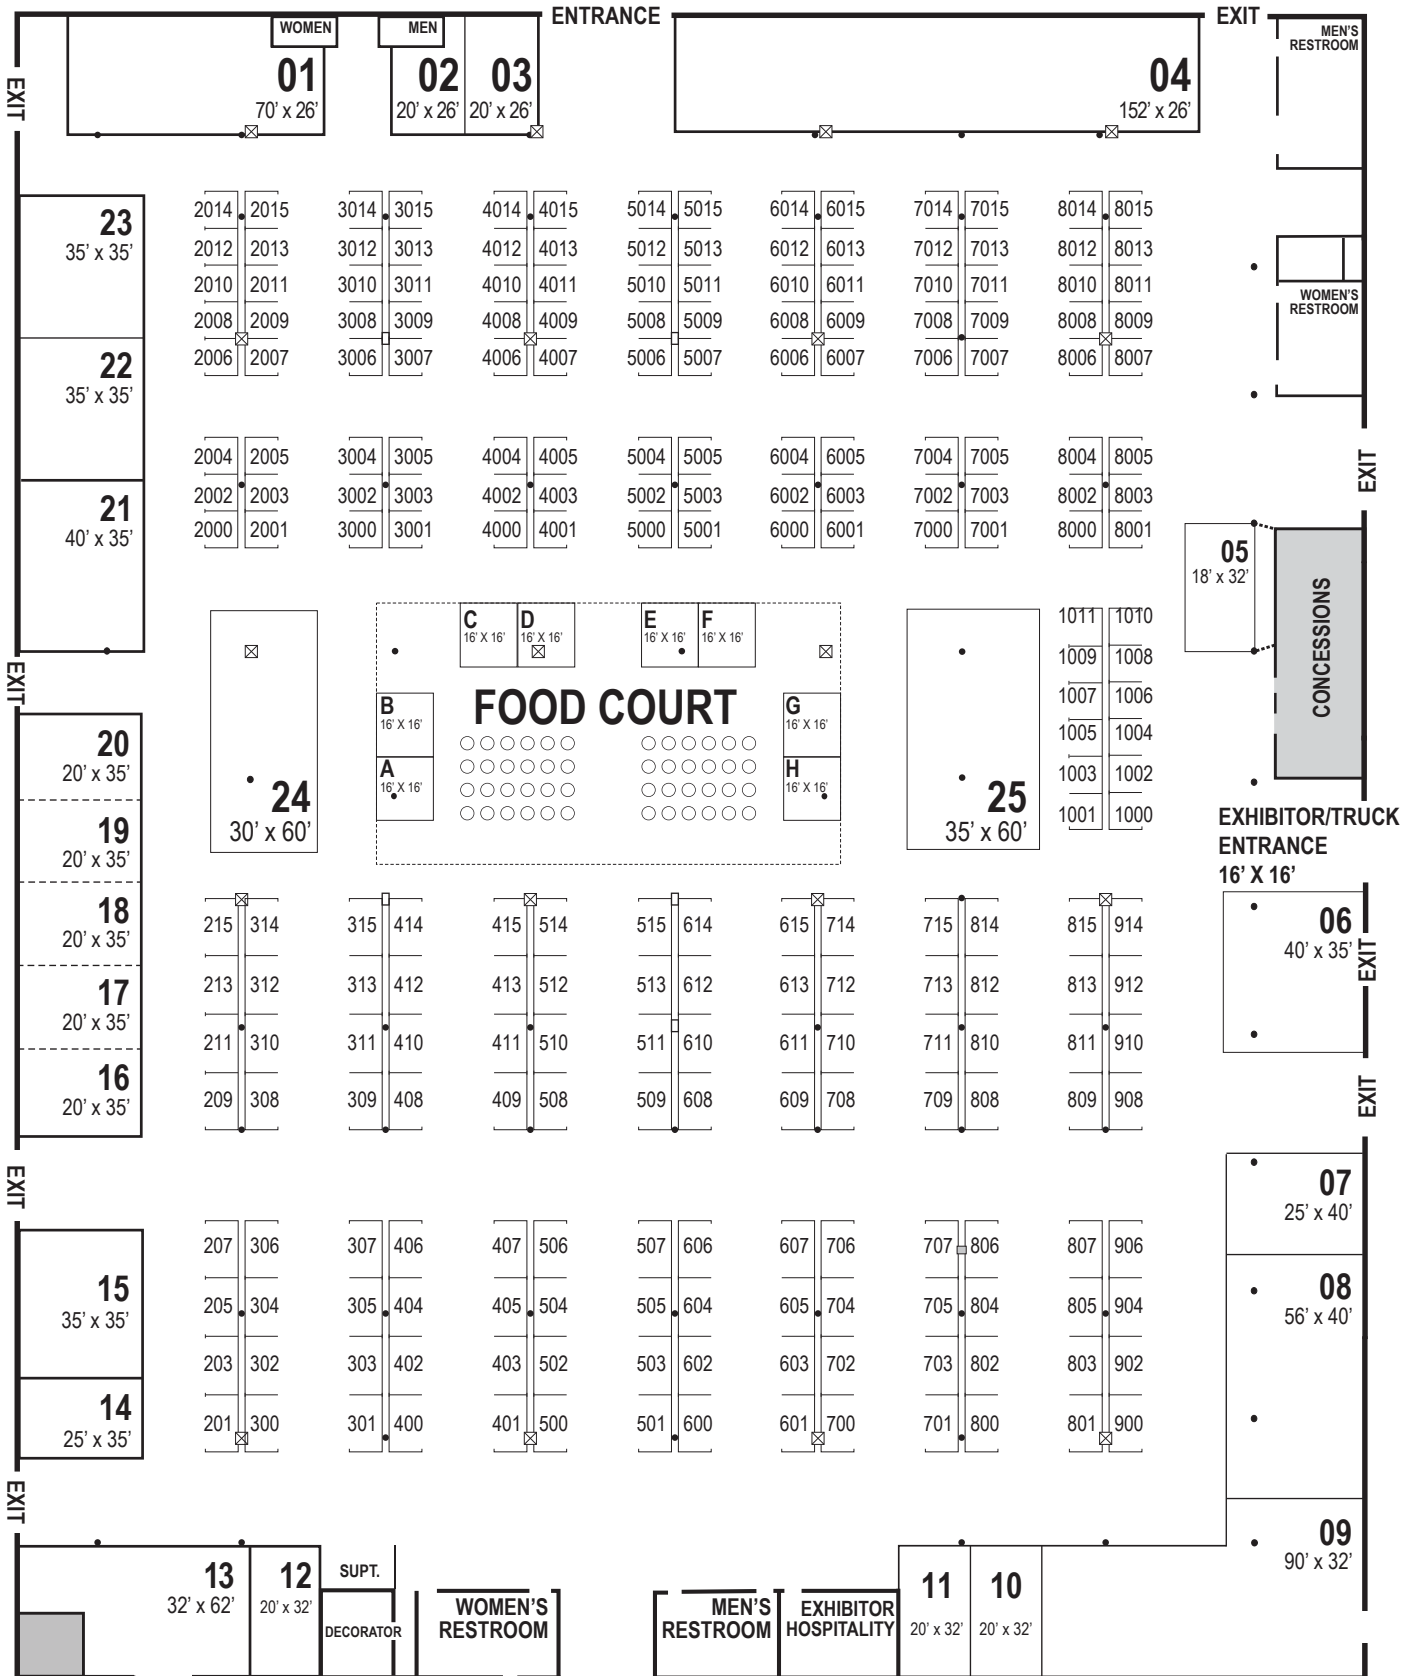 ENTRANCE
EXIT
WOMEN
MEN
MEN'S
RESTROOM
EXIT
01
70' x 26'
02
20' x 26'
03
20' x 26'
04
152' x 26'
23
35' x 35'
22
35' x 35'
21
40' x 35'
2014 2015 3014 3015 4014 4015 5014 5015 6014 6015 7014 7015 8014 8015
2012 2013 3012 3013 4012 4013 5012 5013 6012 6013 7012 7013 8012 8013
2010 2011 3010 3011 4010 4011 5010 5011 6010 6011 7010 7011 8010 8011
2008 2009 3008 3009 4008 4009 5008 5009 6008 6009 7008 7009 8008 8009
2006 2007 3006 3007 4006 4007 5006 5007 6006 6007 7006 7007 8006 8007
WOMEN'S
RESTROOM
2004 2005 3004 3005 4004 4005 5004 5005 6004 6005 7004 7005 8004 8005
2002 2003 3002 3003 4002 4003 5002 5003 6002 6003 7002 7003 8002 8003
2000 2001 3000 3001 4000 4001 5000 5001 6000 6001 7000 7001 8000 8001
EXIT
05
18' x 32'
CONCESSIONS
EXIT
C
16' X 16'
D
16' X 16'
E
16' X 16'
F
16' X 16'
B
16' X 16'
FOOD COURT
G
16' X 16'
A
16' X 16'
H
16' X 16'
24
30' x 60'
25
35' x 60'
1011 1010
1009 1008
1007 1006
1005 1004
1003 1002
1001 1000
20
20' x 35'
19
20' x 35'
18
20' x 35'
17
20' x 35'
16
20' x 35'
EXHIBITOR/TRUCK
ENTRANCE
16' X 16'
06
40' x 35'
EXIT
215 314 315 414 415 514 515 614 615 714 715 814 815 914
213 312 313 412 413 512 513 612 613 712 713 812 813 912
211 310 311 410 411 510 511 610 611 710 711 810 811 910
209 308 309 408 409 508 509 608 609 708 709 808 809 908
EXIT
EXIT
07
25' x 40'
08
56' x 40'
15
35' x 35'
14
25' x 35'
207 306 307 406 407 506 507 606 607 706 707 806 807 906
205 304 305 404 405 504 505 604 605 704 705 804 805 904
203 302 303 402 403 502 503 602 603 702 703 802 803 902
201 300 301 400 401 500 501 600 601 700 701 800 801 900
EXIT
09
90' x 32'
13
32' x 62'
12
20' x 32'
SUPT.
DECORATOR
WOMEN'S
RESTROOM
MEN'S
RESTROOM
EXHIBITOR
HOSPITALITY
11
20' x 32'
10
20' x 32'